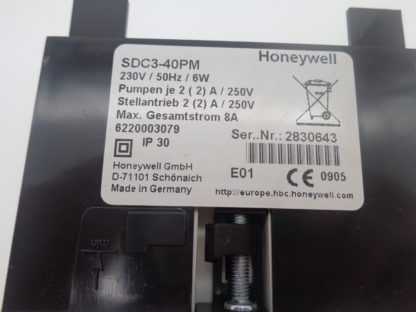 SDC3-40PM Honeywell
230V / 50Hz / 6W
Pumpen je 2 ( 2) A / 250V
Stellantrieb 2 (2) A / 250V
Max. Gesamtstrom 8A
6220003079
Ser..Nr.: 2830643
IP 30
Honeywell GmbH
D-71101 Schönaich
Made in Germany
E01 CE 0905
http://europe.hbc.honeywell.com